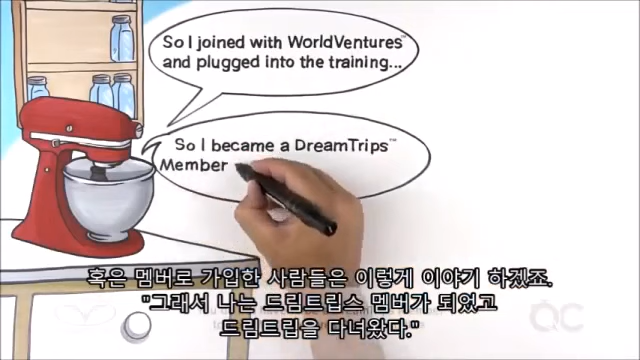 So I joined with WorldVentures™
and plugged into the training...
So I became a DreamTrips™
Member
혹은 멤버로 가입한 사람들은 이렇게 이야기 하겠죠.
"그래서 나는 드림트립스 멤버가 되었고
드림트립을 다녀왔다."